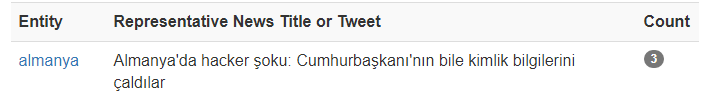 Entity Representative News Title or Tweet Count
almanya Almanya'da hacker şoku: Cumhurbaşkanı'nın bile kimlik bilgilerini 3
çaldılar